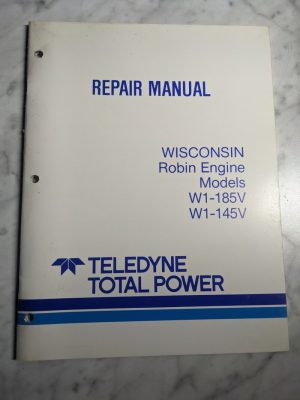 REPAIR MANUAL
WISCONSIN
Robin Engine
Models
W1-185V
W1-145V
TELEDYNE
TOTAL POWER